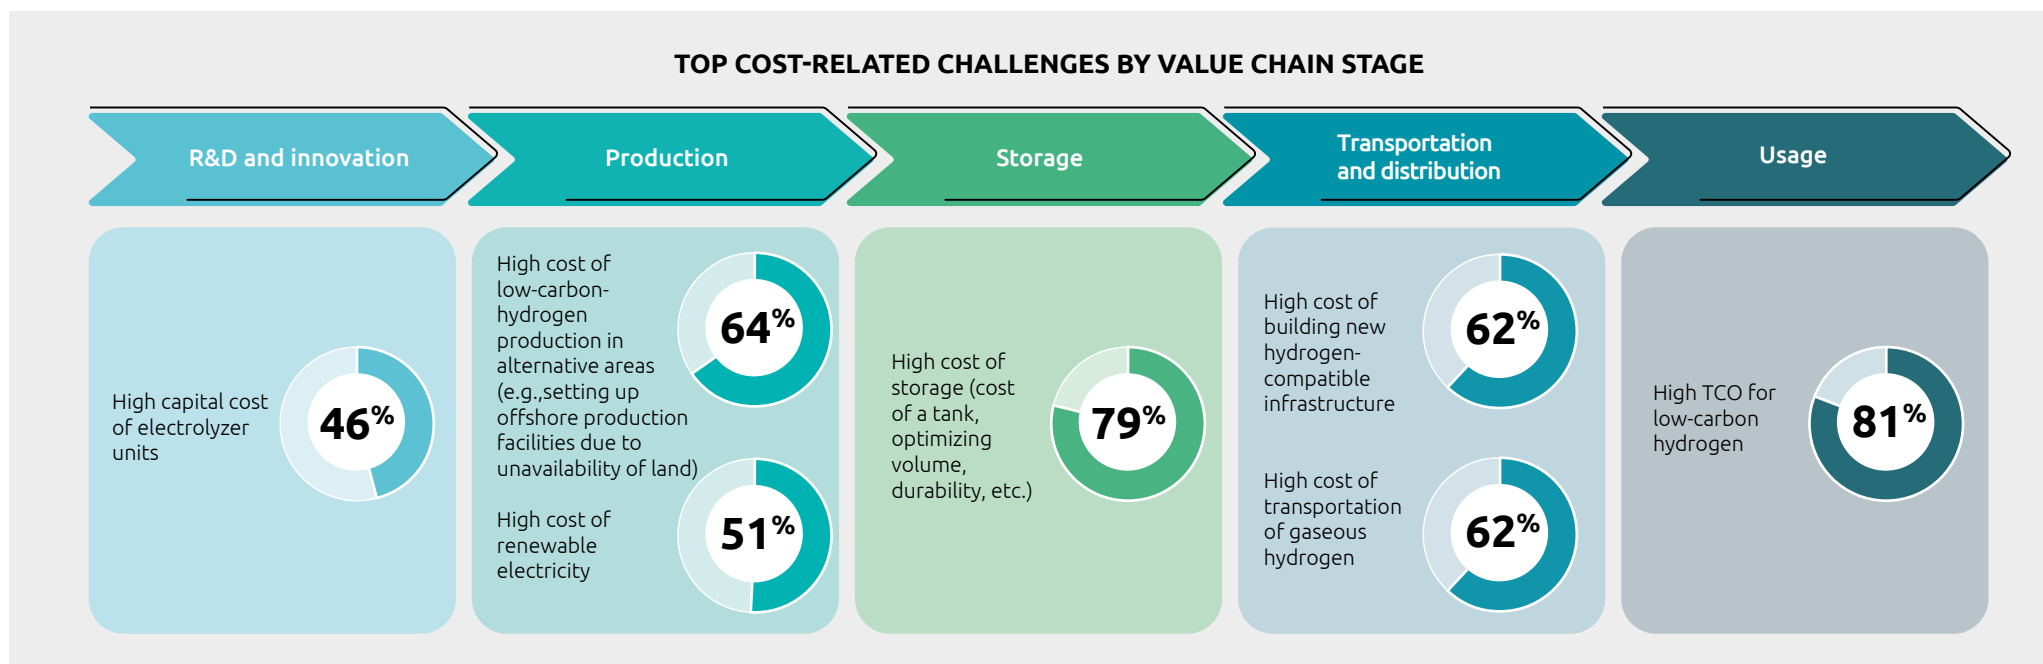 TOP COST-RELATED CHALLENGES BY VALUE CHAIN STAGE
R&D and innovation
Production
Storage
Transportation
and distribution
Usage
High capital cost
of electrolyzer
units
46%
High cost of
low-carbon-
hydrogen
production in
alternative areas
(e.g.,setting up
offshore production
facilities due to
unavailability of land)
64%
High cost of
renewable
electricity
51%
High cost of
storage (cost
of a tank,
optimizing
volume,
durability, etc.)
79%
High cost of
building new
hydrogen-
compatible
infrastructure
62%
High cost of
transportation
of gaseous
hydrogen
62%
High TCO for
low-carbon
hydrogen
81%